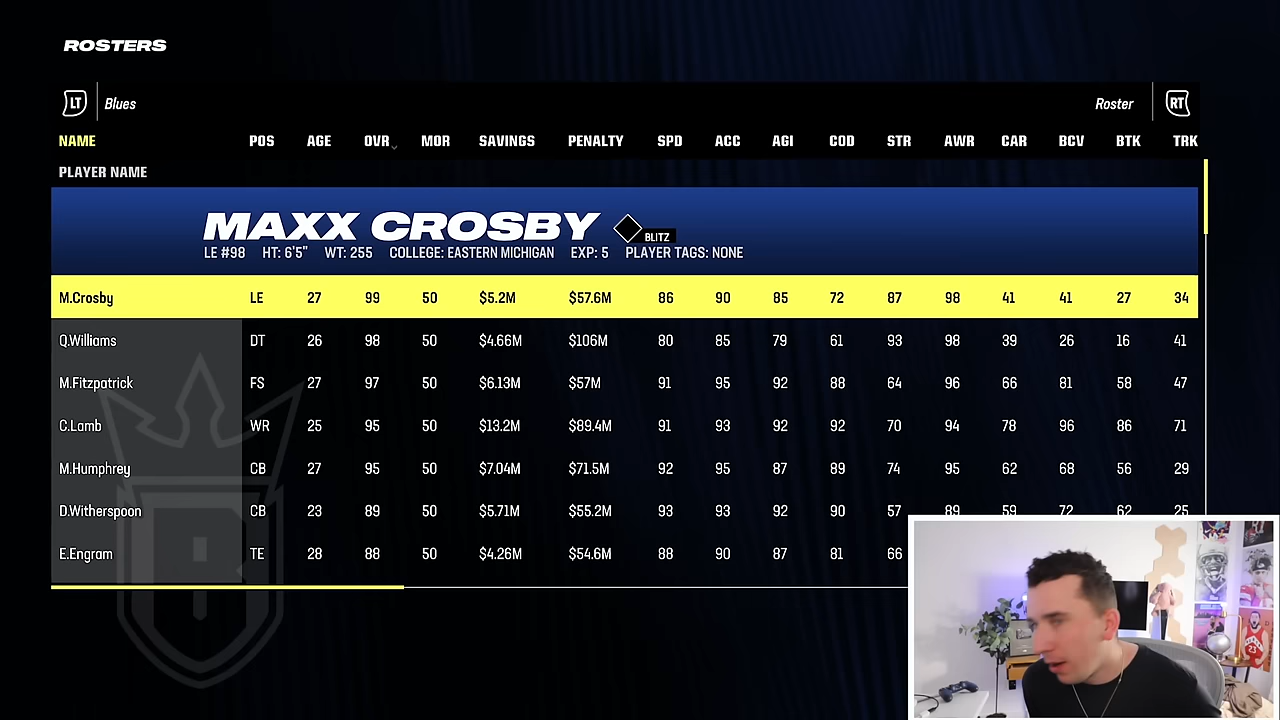 ROSTERS
LT Blues Roster RT
NAME POS AGE OVR MOR SAVINGS PENALTY SPD ACC AGI COD STR AWR CAR BCV BTK TRK
PLAYER NAME
MAXX CROSBY BLITZ
LE #98 HT: 6'5" WT: 255 COLLEGE: EASTERN MICHIGAN EXP: 5 PLAYER TAGS: NONE
M.Crosby LE 27 99 50 $5.2M $57.6M 86 90 85 72 87 98 41 41 27 34
Q.Williams DT 26 98 50 $4.66M $106M 80 85 79 61 93 98 39 26 16 41
M.Fitzpatrick FS 27 97 50 $6.13M $57M 91 95 92 88 64 96 66 81 58 47
C.Lamb WR 25 95 50 $13.2M $89.4M 91 93 92 92 70 94 78 96 86 71
M.Humphrey CB 27 95 50 $7.04M $71.5M 92 95 87 89 74 95 62 68 56 29
D.Witherspoon CB 23 89 50 $5.71M $55.2M 93 93 92 90 57 89 59 72 62 25
E.Engram TE 28 88 50 $4.26M $54.6M 88 90 87 81 66